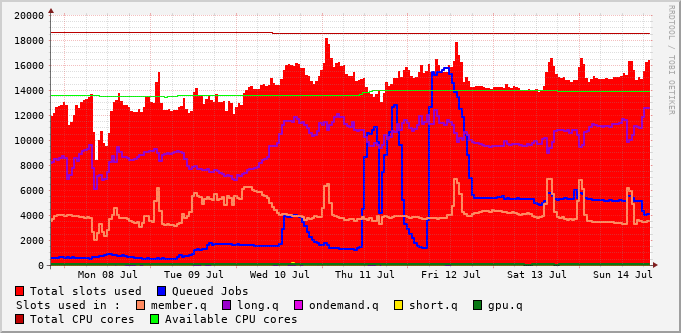 20000
18000
16000
14000
12000
10000
8000
6000
4000
2000
0
Mon 08 Jul Tue 09 Jul Wed 10 Jul Thu 11 Jul Fri 12 Jul Sat 13 Jul Sun 14 Jul
RRDTOOL / TOBI OETIKER
Total slots used Queued Jobs
Slots used in : member.q long.q ondemand.q short.q gpu.q
Total CPU cores Available CPU cores